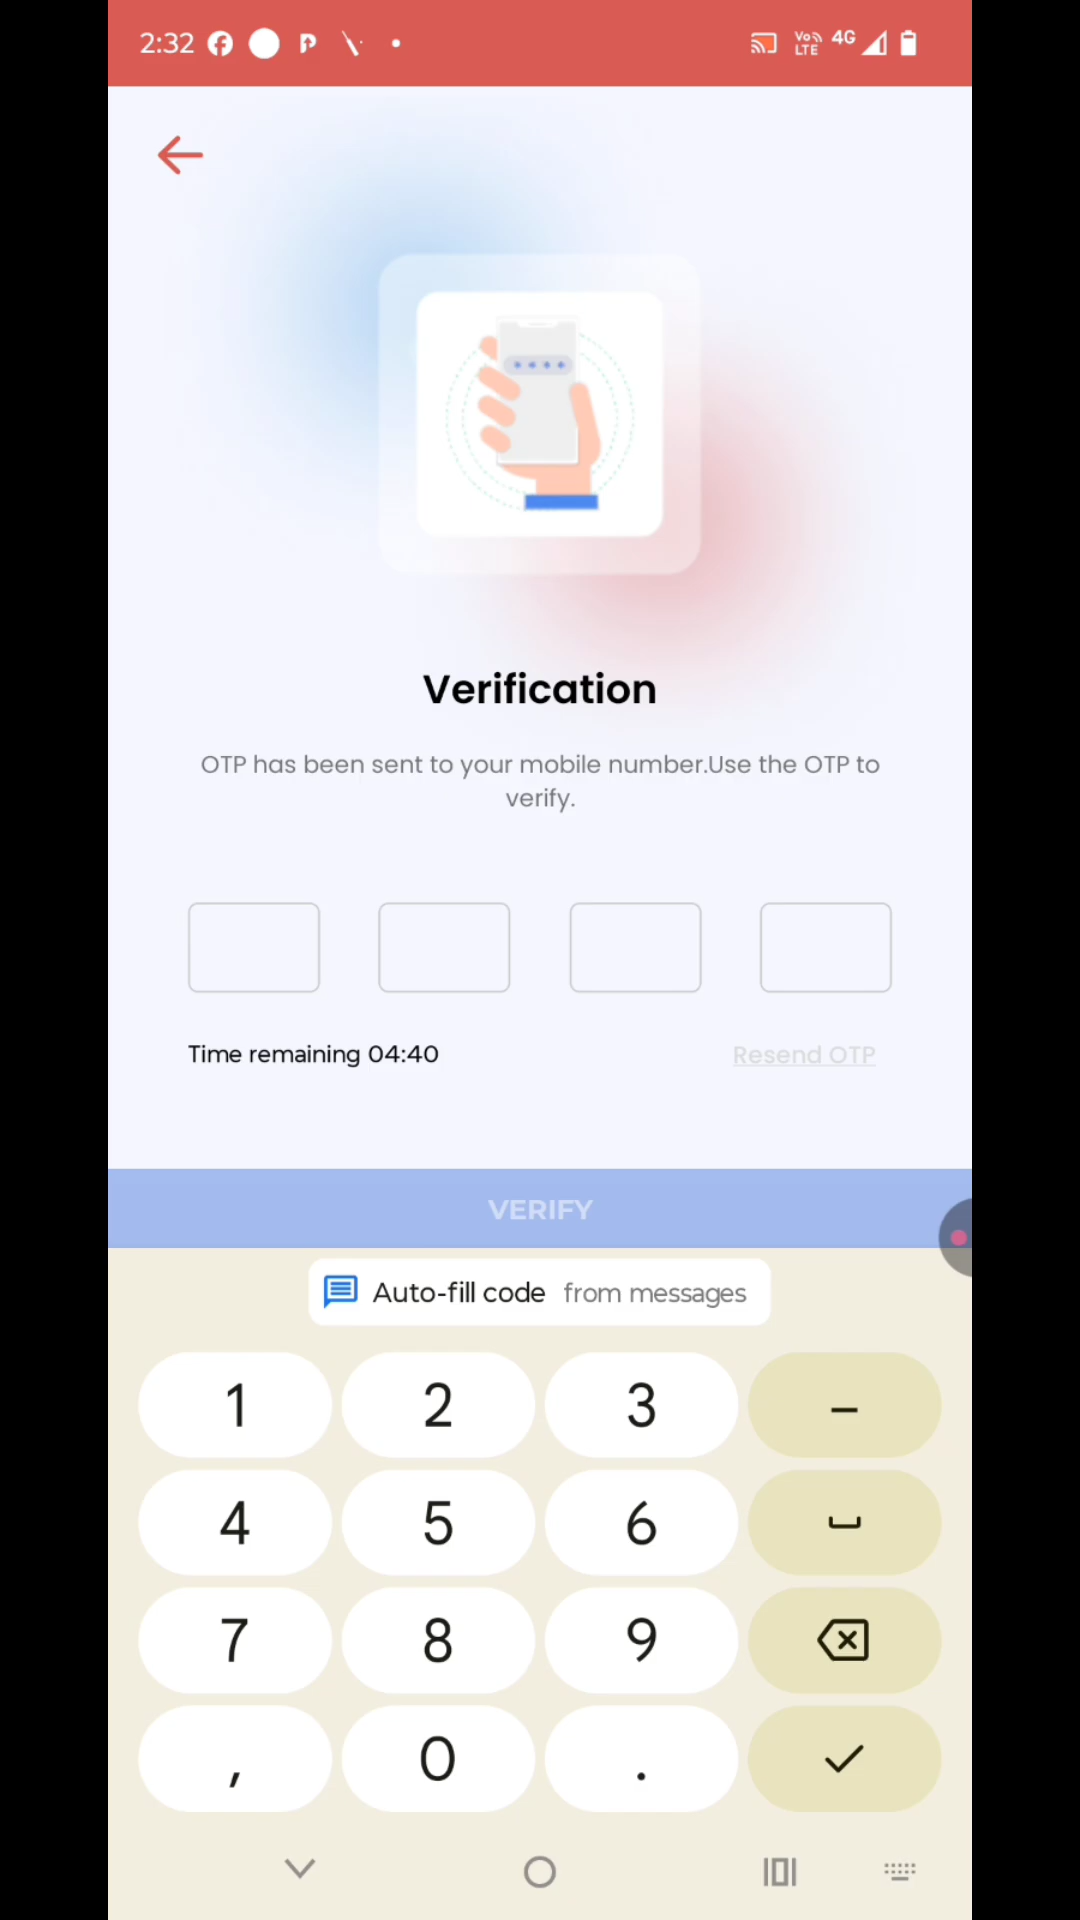 2:32
Vo LTE 4G
Verification
OTP has been sent to your mobile number.Use the OTP to
verify.
Time remaining 04:40 Resend OTP
VERIFY
Auto-fill code from messages
1 2 3 –
4 5 6
7 8 9
, 0 .